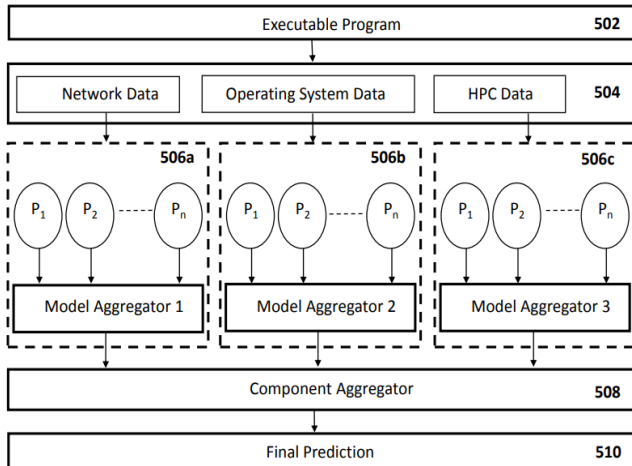 Executable Program 502
Network Data Operating System Data HPC Data 504
506a 506b 506c
P1 P2 Pn P1 P2 Pn P1 P2 Pn
Model Aggregator 1 Model Aggregator 2 Model Aggregator 3
Component Aggregator 508
Final Prediction 510